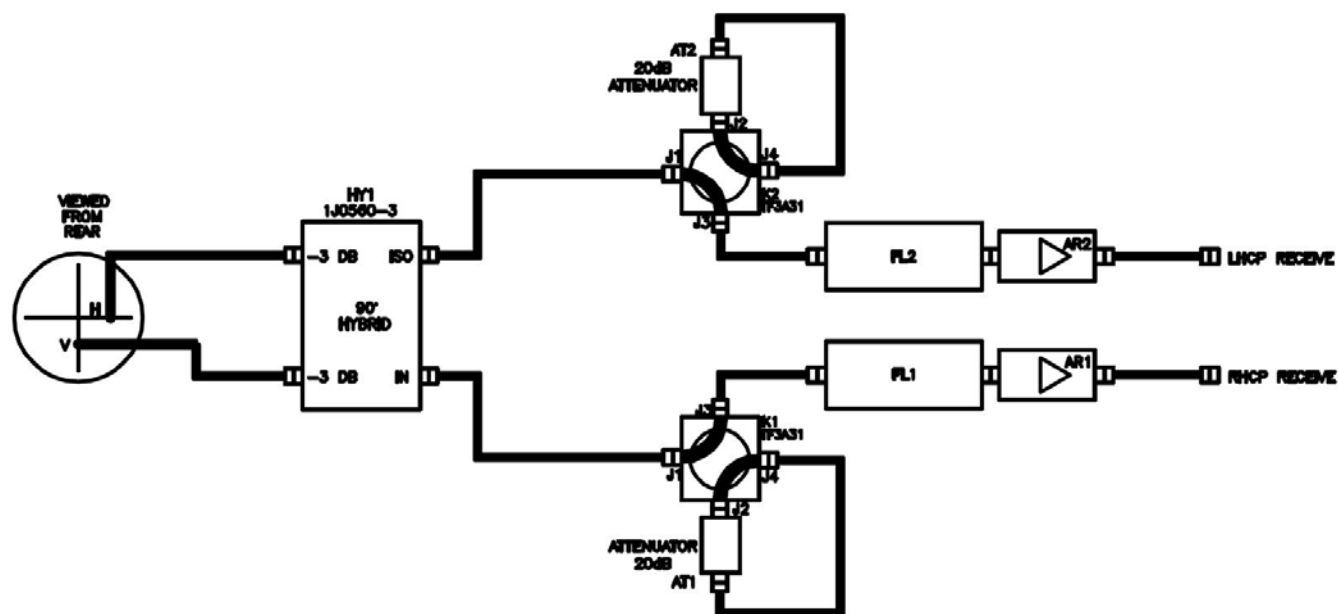 AT2
20dB
ATTENUATOR
J2
J1
J4
K2
TF3A31
J3
VIEWED
FROM
REAR
HY1
1J0560-3
-3 DB
ISO
H
90°
HYBRID
V
-3 DB
IN
FL2
AR2
LHCP RECEIVE
FL1
AR1
RHCP RECEIVE
J3
K1
TF3A31
J1
J4
J2
ATTENUATOR
20dB
AT1